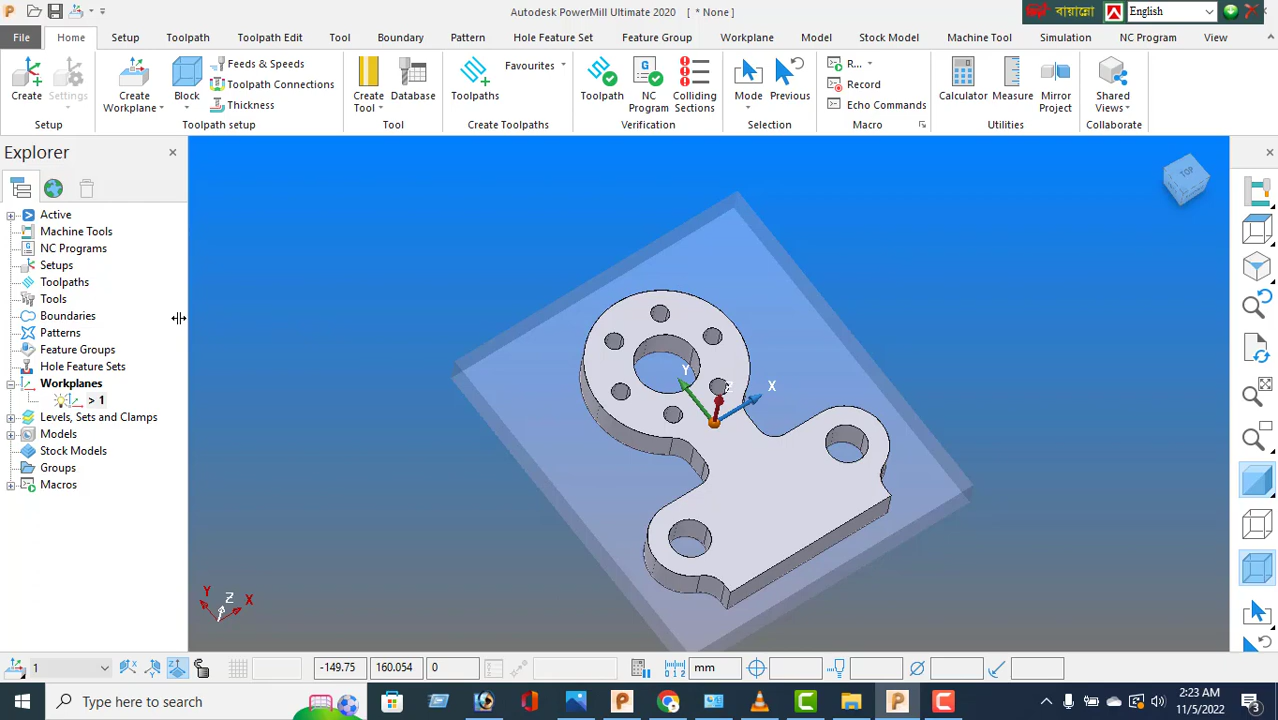 Autodesk PowerMill Ultimate 2020 [ * None ]
বায়ান্নো
English
File Home Setup Toolpath Toolpath Edit Tool Boundary Pattern Hole Feature Set Feature Group Workplane Model Stock Model Machine Tool Simulation NC Program View
Create
Settings
Setup
Create Workplane
Block
Feeds & Speeds
Toolpath Connections
Thickness
Toolpath setup
Create Tool
Database
Tool
Toolpaths
Favourites
Create Toolpaths
Toolpath
NC Program
Colliding Sections
Verification
Mode
Previous
Selection
R...
Record
Echo Commands
Macro
Calculator
Measure
Mirror Project
Utilities
Shared Views
Collaborate
Explorer
Active
Machine Tools
NC Programs
Setups
Toolpaths
Tools
Boundaries
Patterns
Feature Groups
Hole Feature Sets
Workplanes
> 1
Levels, Sets and Clamps
Models
Stock Models
Groups
Macros
TOP
Y Z X
Y Z X
1 -149.75 160.054 0 mm
Type here to search
2:23 AM
11/5/2022
3